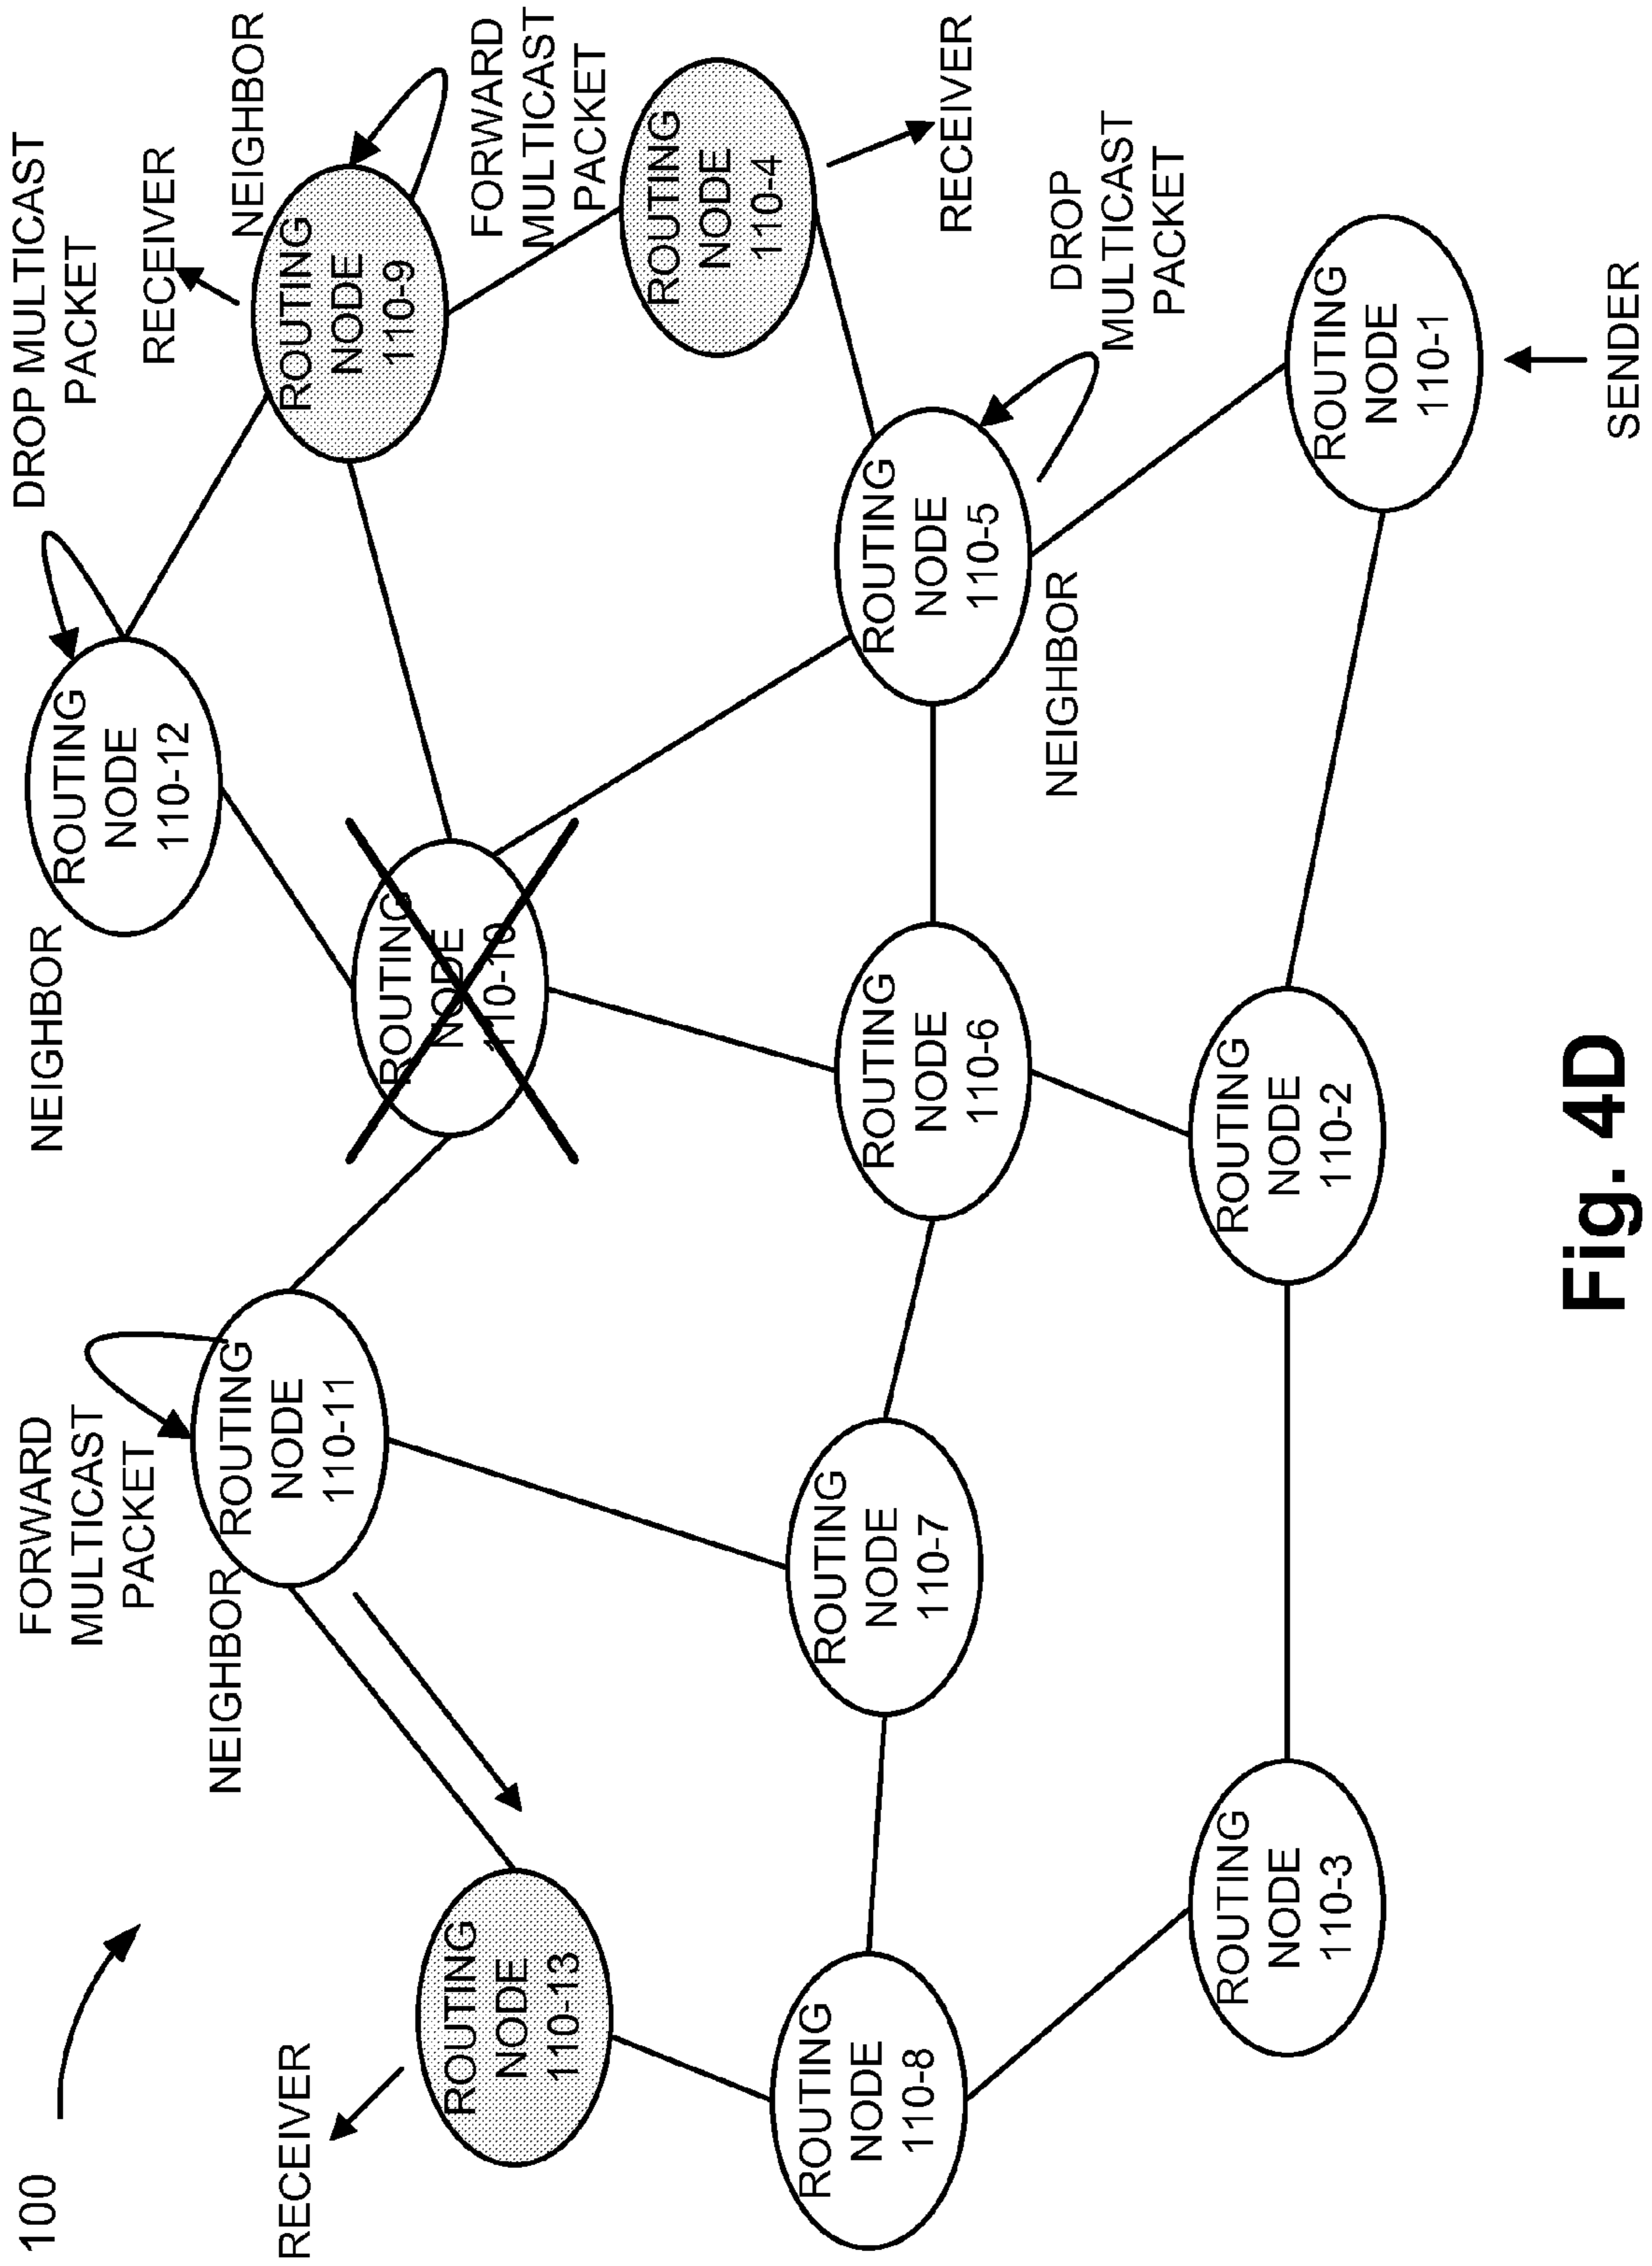 100
RECEIVER
ROUTING
NODE
110-13
ROUTING
NODE
110-8
ROUTING
NODE
110-3
FORWARD
MULTICAST
PACKET
NEIGHBOR
ROUTING
NODE
110-11
ROUTING
NODE
110-7
NEIGHBOR
ROUTING
NODE
110-12
ROUTING
NODE
110-10
ROUTING
NODE
110-6
ROUTING
NODE
110-2
DROP MULTICAST
PACKET
RECEIVER
NEIGHBOR
ROUTING
NODE
110-9
FORWARD
MULTICAST
PACKET
ROUTING
NODE
110-4
RECEIVER
ROUTING
NODE
110-5
NEIGHBOR
DROP
MULTICAST
PACKET
ROUTING
NODE
110-1
SENDER
Fig. 4D